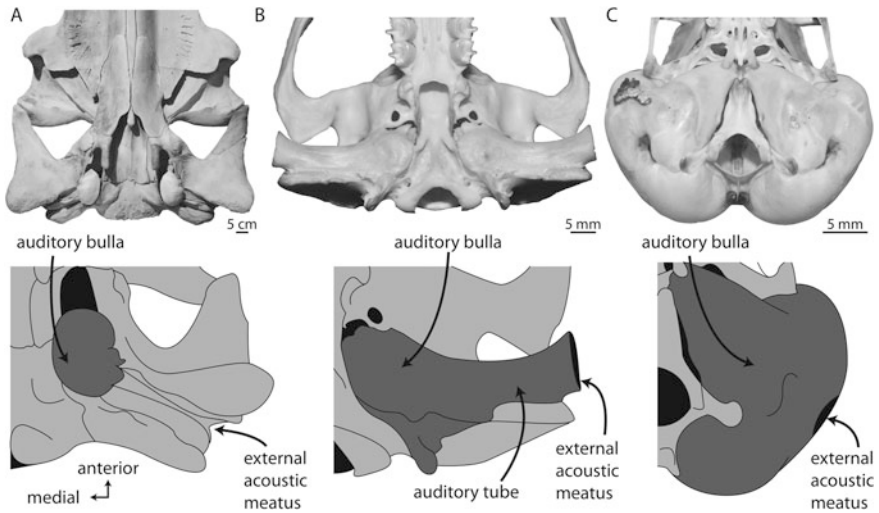 A
B
C
5 cm
5 mm
5 mm
auditory bulla
auditory bulla
auditory bulla
external
acoustic
meatus
anterior
medial
auditory tube
external
acoustic
meatus
external
acoustic
meatus